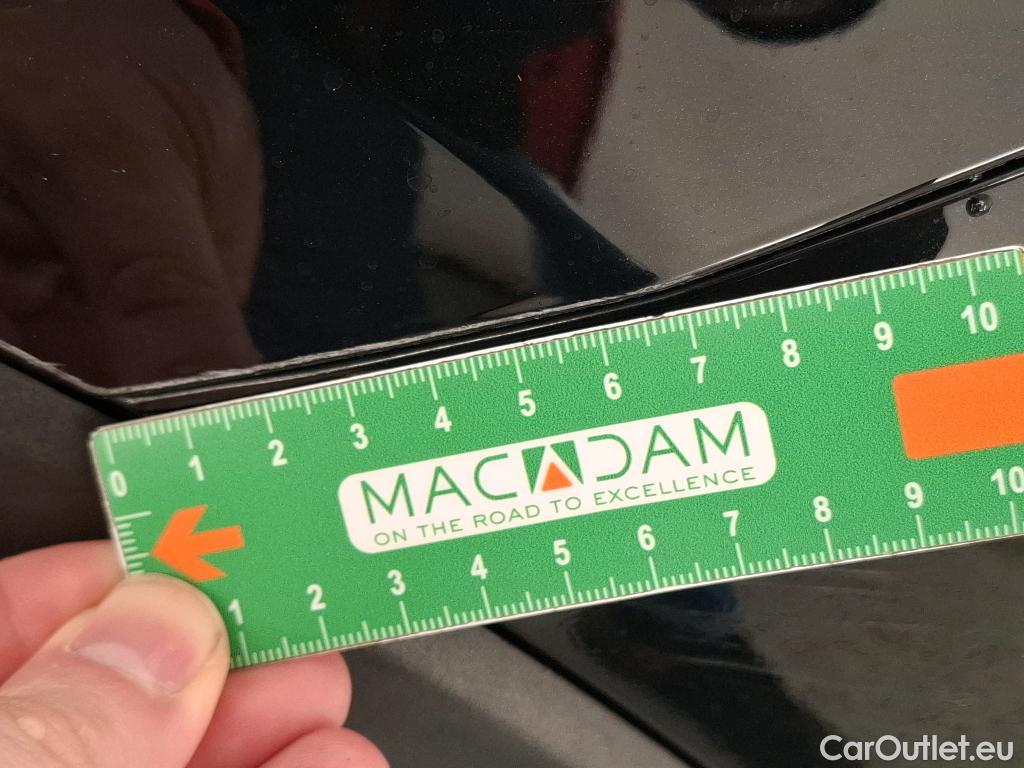 0 1 2 3 4 5 6 7 8 9 10
MACADAM
ON THE ROAD TO EXCELLENCE
1 2 3 4 5 6 7 8 9 10
CarOutlet.eu